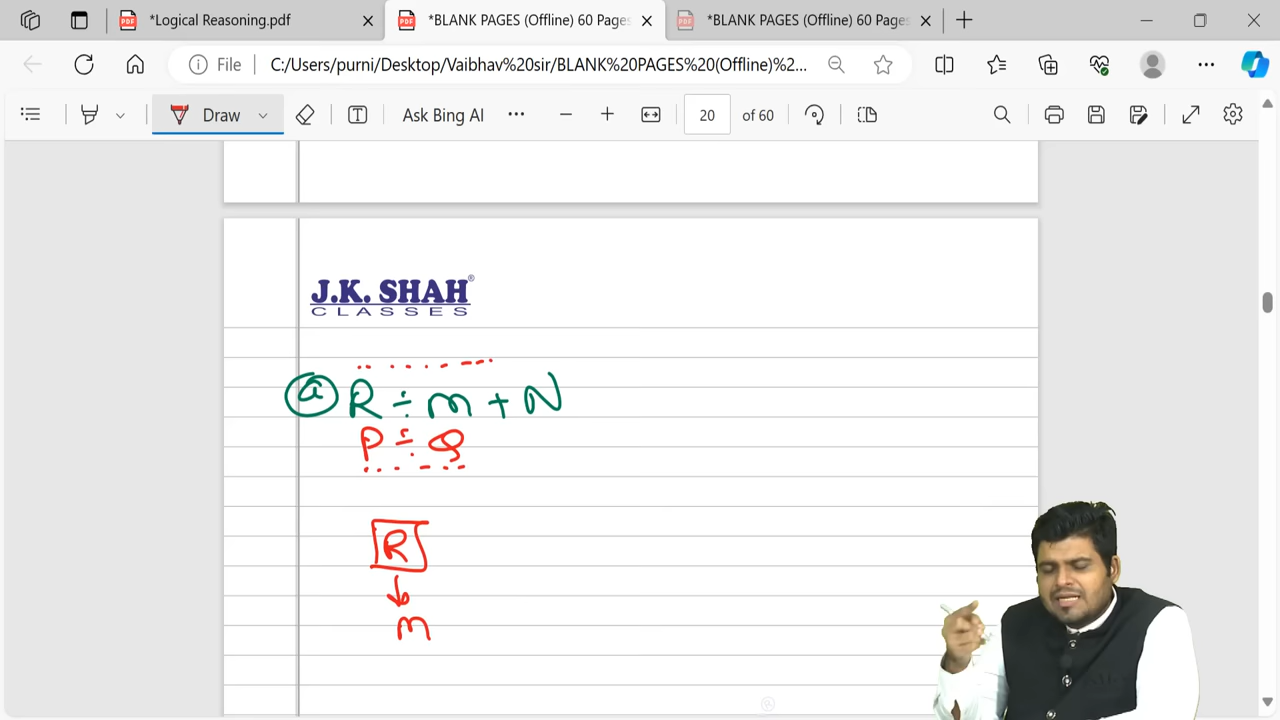 *Logical Reasoning.pdf
*BLANK PAGES (Offline) 60 Pages
*BLANK PAGES (Offline) 60 Pages
File
C:/Users/purni/Desktop/Vaibhav%20sir/BLANK%20PAGES%20(Offline)%2...
Draw
Ask Bing AI
20 of 60
J.K. SHAH®
CLASSES
(a) R ÷ m + N
P ÷ Q
R
m